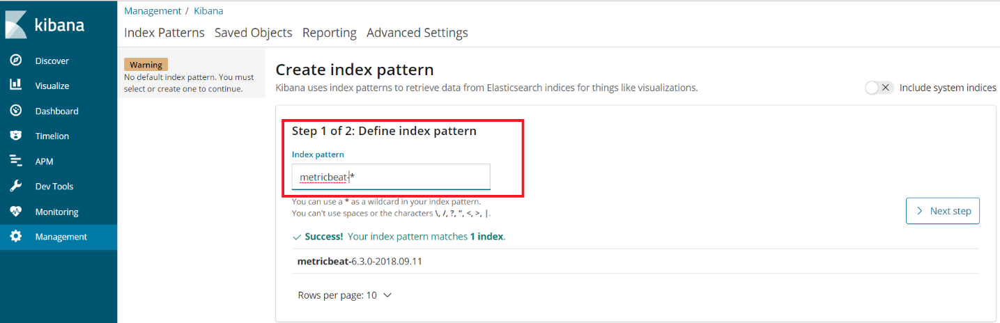 kibana
Discover
Visualize
Dashboard
Timelion
APM
Dev Tools
Monitoring
Management
Management / Kibana
Index Patterns Saved Objects Reporting Advanced Settings
Warning
No default index pattern. You must
select or create one to continue.
Create index pattern
Kibana uses index patterns to retrieve data from Elasticsearch indices for things like visualizations.
Include system indices
Step 1 of 2: Define index pattern
Index pattern
metricbeat-*
You can use a * as a wildcard in your index pattern.
You can't use spaces or the characters \, /, ?, ", <, >, |.
Next step
Success! Your index pattern matches 1 index.
metricbeat-6.3.0-2018.09.11
Rows per page: 10